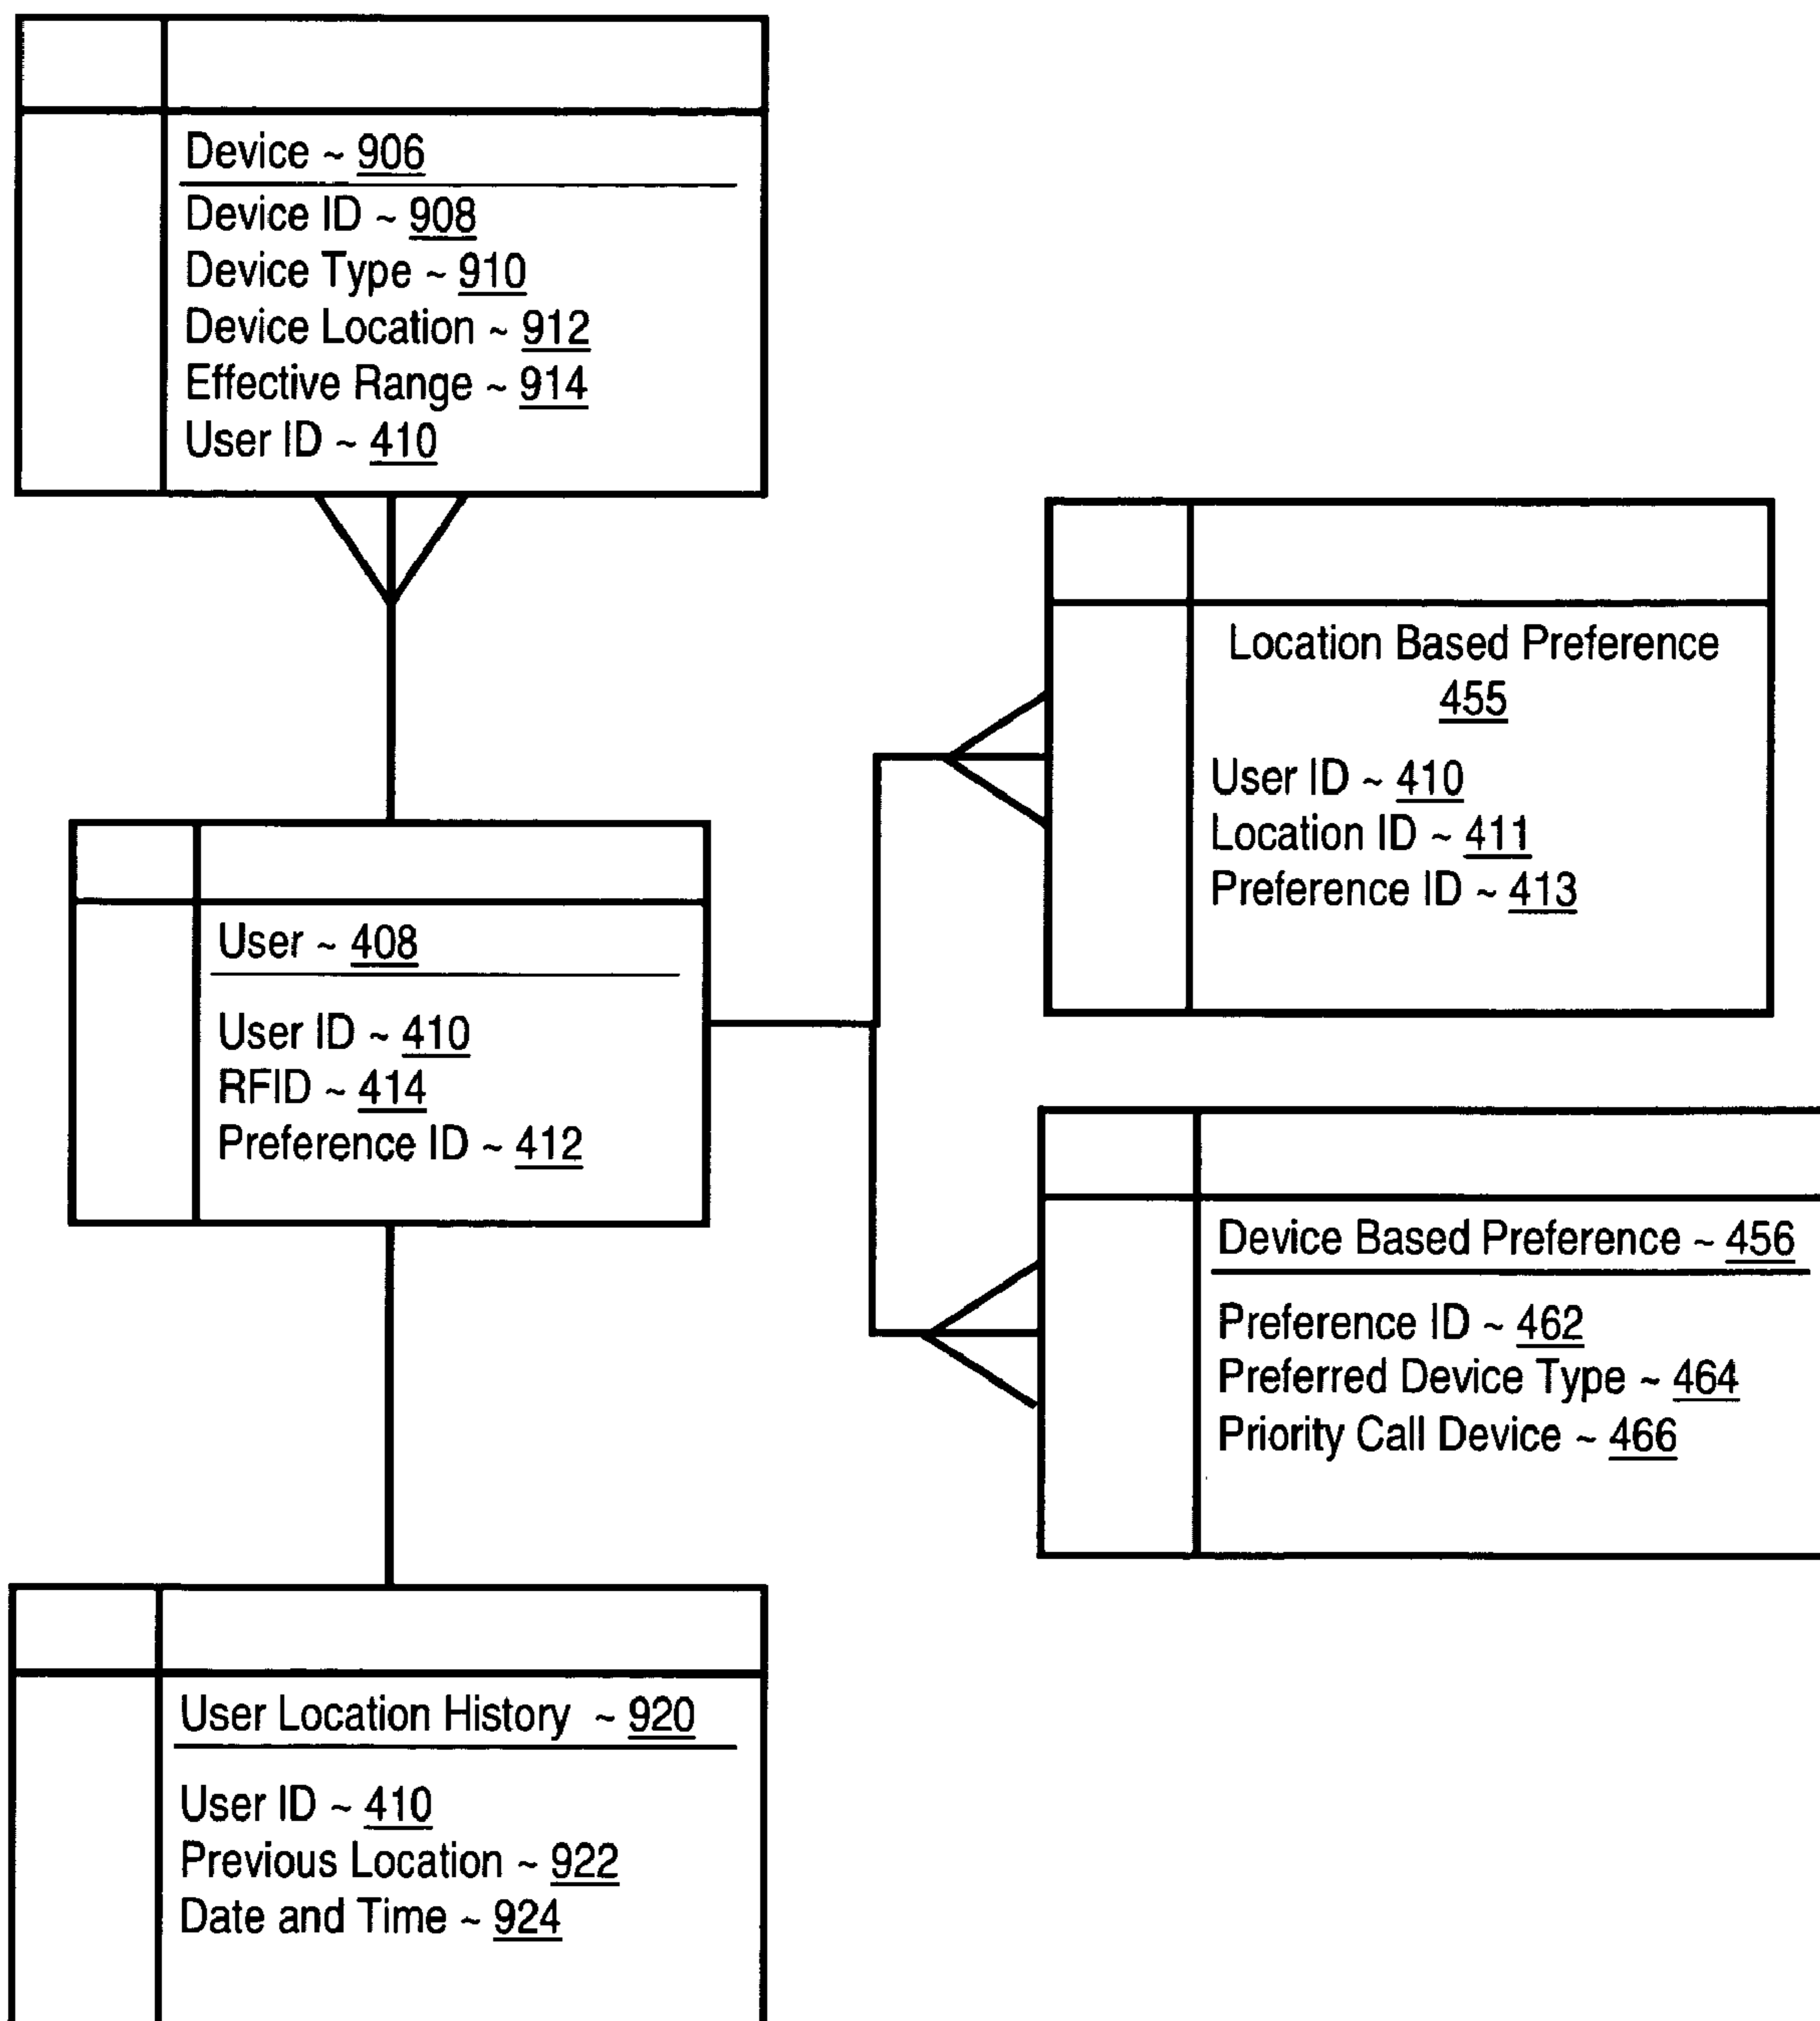 Device ~ 906
Device ID ~ 908
Device Type ~ 910
Device Location ~ 912
Effective Range ~ 914
User ID ~ 410
Location Based Preference
455
User ID ~ 410
Location ID ~ 411
Preference ID ~ 413
User ~ 408
User ID ~ 410
RFID ~ 414
Preference ID ~ 412
Device Based Preference ~ 456
Preference ID ~ 462
Preferred Device Type ~ 464
Priority Call Device ~ 466
User Location History ~ 920
User ID ~ 410
Previous Location ~ 922
Date and Time ~ 924